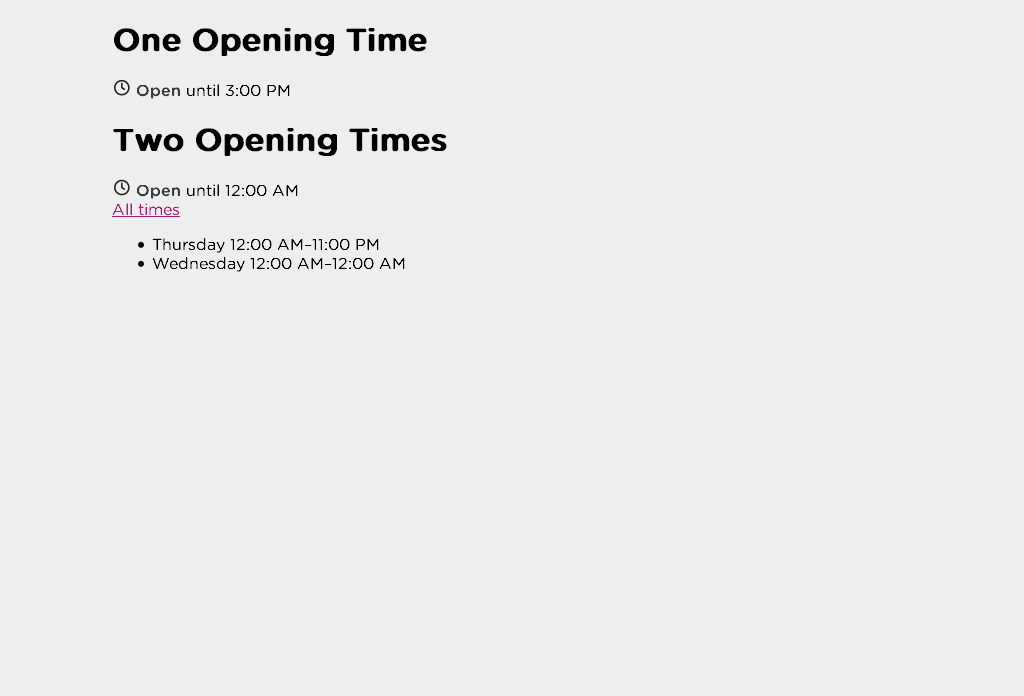 One Opening Time
Open until 3:00 PM
Two Opening Times
Open until 12:00 AM
All times
Thursday 12:00 AM–11:00 PM
Wednesday 12:00 AM–12:00 AM